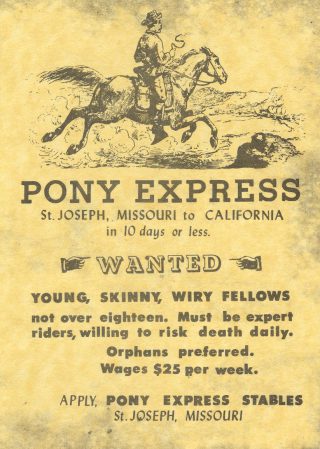 PONY EXPRESS
St. JOSEPH, MISSOURI to CALIFORNIA
in 10 days or less.
WANTED
YOUNG, SKINNY, WIRY FELLOWS
not over eighteen. Must be expert
riders, willing to risk death daily.
Orphans preferred.
Wages $25 per week.
APPLY, PONY EXPRESS STABLES
St. JOSEPH, MISSOURI